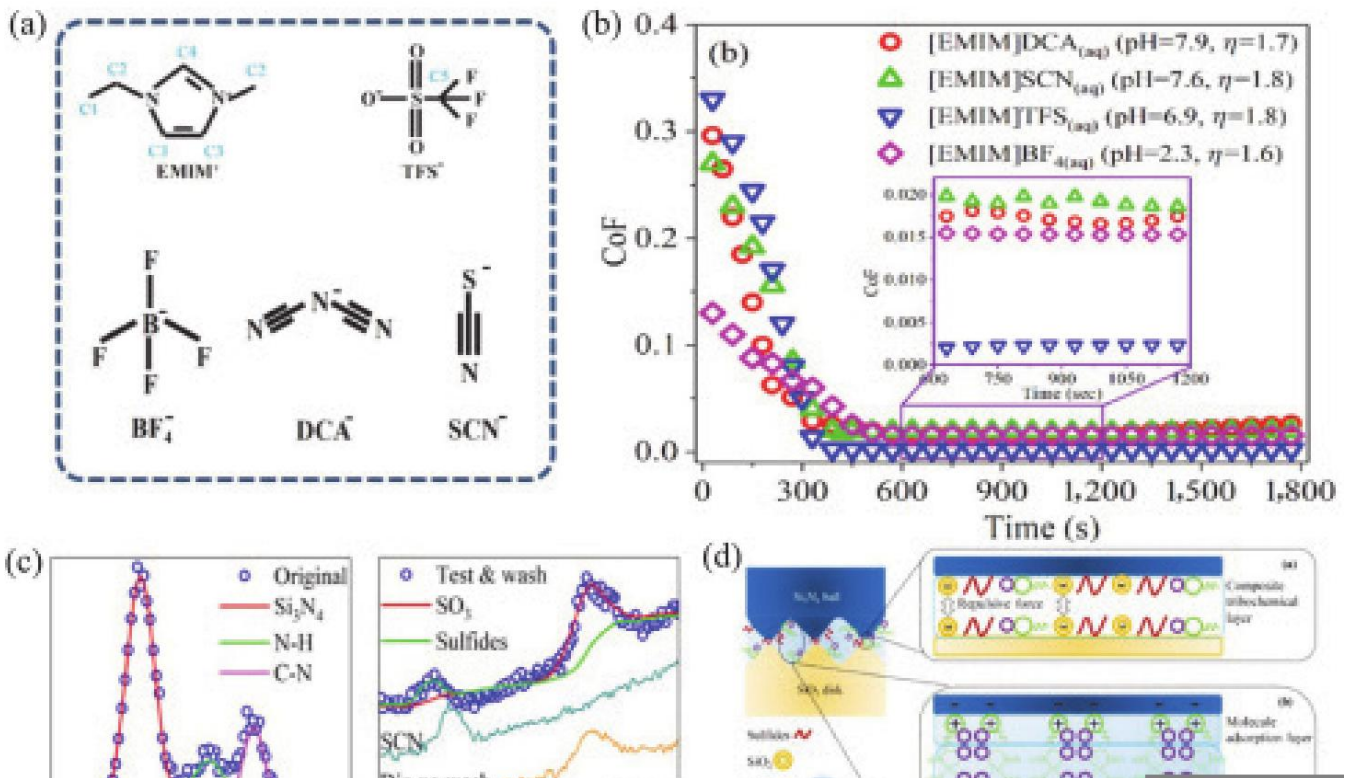 (a)
C4
C2
C2
C1
N
N⁺
C3
C3
EMIM⁺
O
C5
F
O⁻
S
F
F
O
TFS⁻
F
B⁻
F
F
F
BF₄⁻
N
N⁻
N
DCA⁻
S⁻
N
SCN⁻
(b)
(b)
[EMIM]DCA(aq) (pH=7.9, η=1.7)
[EMIM]SCN(aq) (pH=7.6, η=1.8)
[EMIM]TFS(aq) (pH=6.9, η=1.8)
[EMIM]BF4(aq) (pH=2.3, η=1.6)
CoF
0.4
0.3
0.2
0.1
0.0
CoF
0.020
0.015
0.010
0.005
0.000
600 750 900 1050 1200
Time (sec)
0 300 600 900 1,200 1,500 1,800
Time (s)
(c)
Original
Si₃N₄
N-H
C-N
Test & wash
SO₃
Sulfides
SCN
(d)
Si₃N₄ ball
SiO₂ disk
Sulfides
SiO₂
(a)
Repulsive force
Composite
tribochemical
layer
(b)
Molecule
adsorption layer